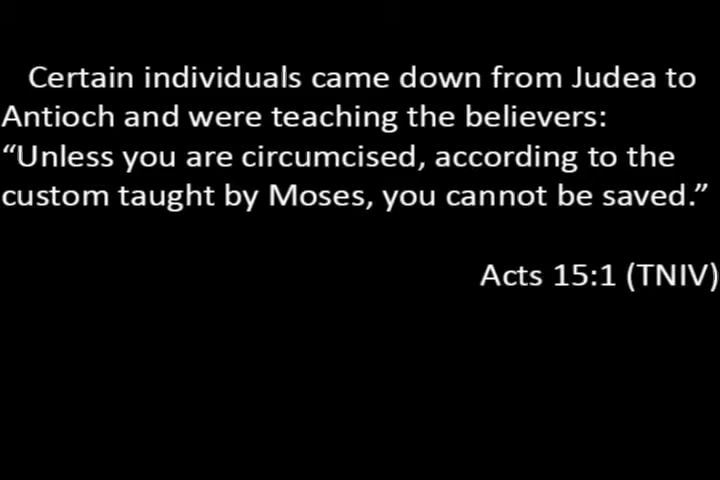 Certain individuals came down from Judea to
Antioch and were teaching the believers:
“Unless you are circumcised, according to the
custom taught by Moses, you cannot be saved.”
Acts 15:1 (TNIV)